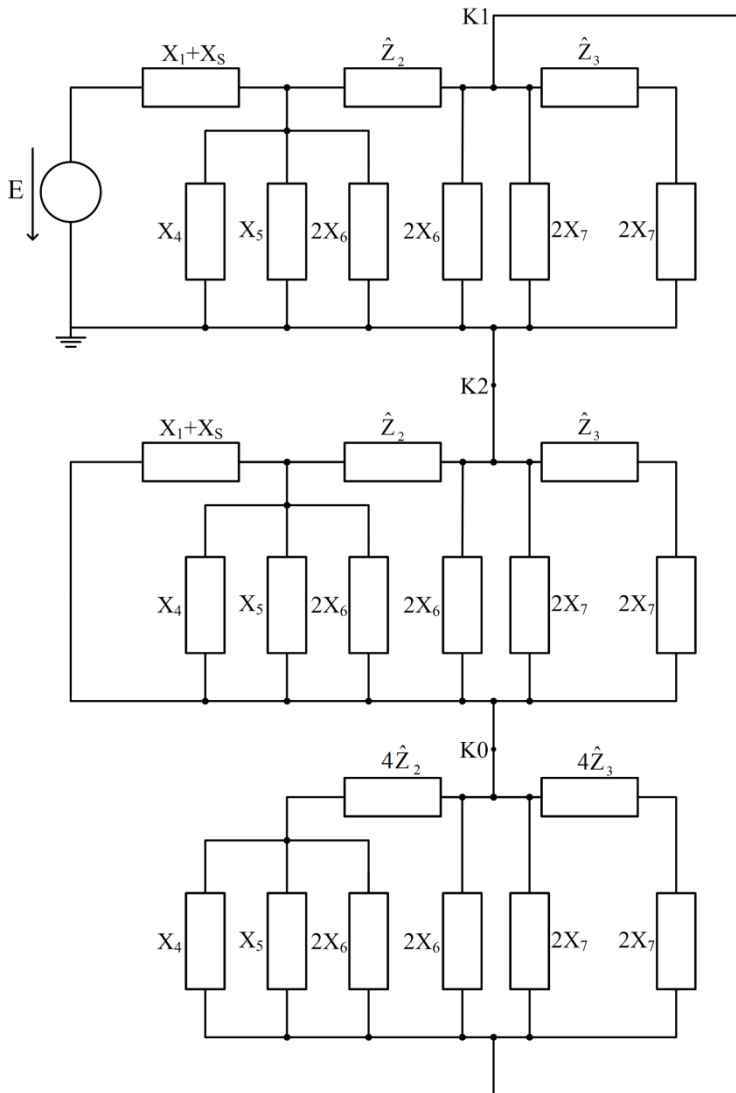 K1
X₁+X_S
Ẑ₂
Ẑ₃
E
X₄
X₅
2X₆
2X₆
2X₇
2X₇
K2
X₁+X_S
Ẑ₂
Ẑ₃
X₄
X₅
2X₆
2X₆
2X₇
2X₇
K0
4Ẑ₂
4Ẑ₃
X₄
X₅
2X₆
2X₆
2X₇
2X₇